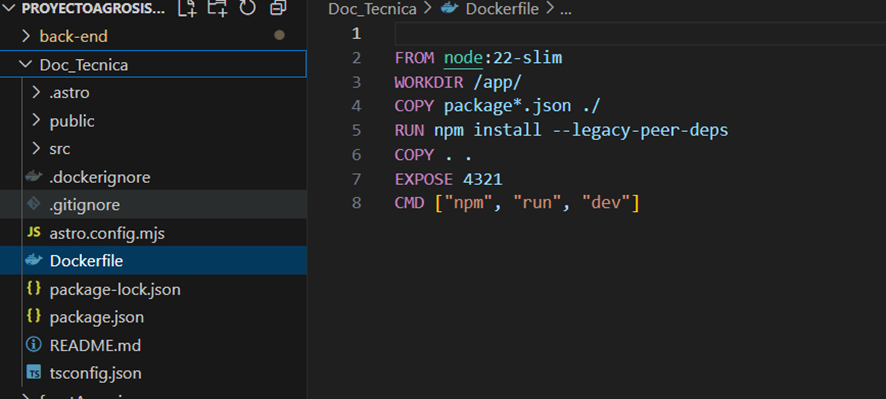 PROYECTOAGROSIS...
back-end
Doc_Tecnica
.astro
public
src
.dockerignore
.gitignore
JS astro.config.mjs
Dockerfile
{} package-lock.json
{} package.json
README.md
TS tsconfig.json
Doc_Tecnica > Dockerfile > ...
1
2 FROM node:22-slim
3 WORKDIR /app/
4 COPY package*.json ./
5 RUN npm install --legacy-peer-deps
6 COPY . .
7 EXPOSE 4321
8 CMD ["npm", "run", "dev"]